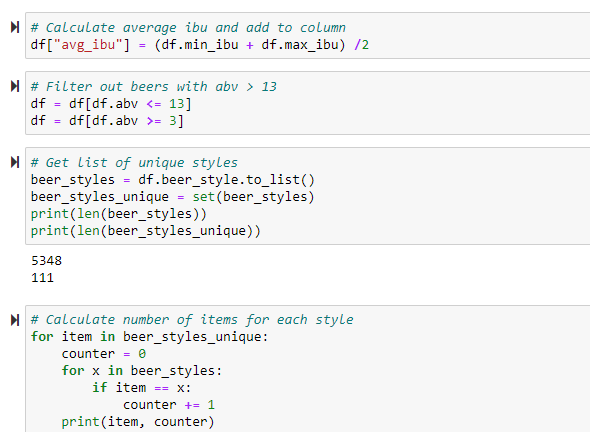 # Calculate average ibu and add to column
df["avg_ibu"] = (df.min_ibu + df.max_ibu) /2
# Filter out beers with abv > 13
df = df[df.abv <= 13]
df = df[df.abv >= 3]
# Get list of unique styles
beer_styles = df.beer_style.to_list()
beer_styles_unique = set(beer_styles)
print(len(beer_styles))
print(len(beer_styles_unique))
5348
111
# Calculate number of items for each style
for item in beer_styles_unique:
    counter = 0
    for x in beer_styles:
        if item == x:
            counter += 1
    print(item, counter)